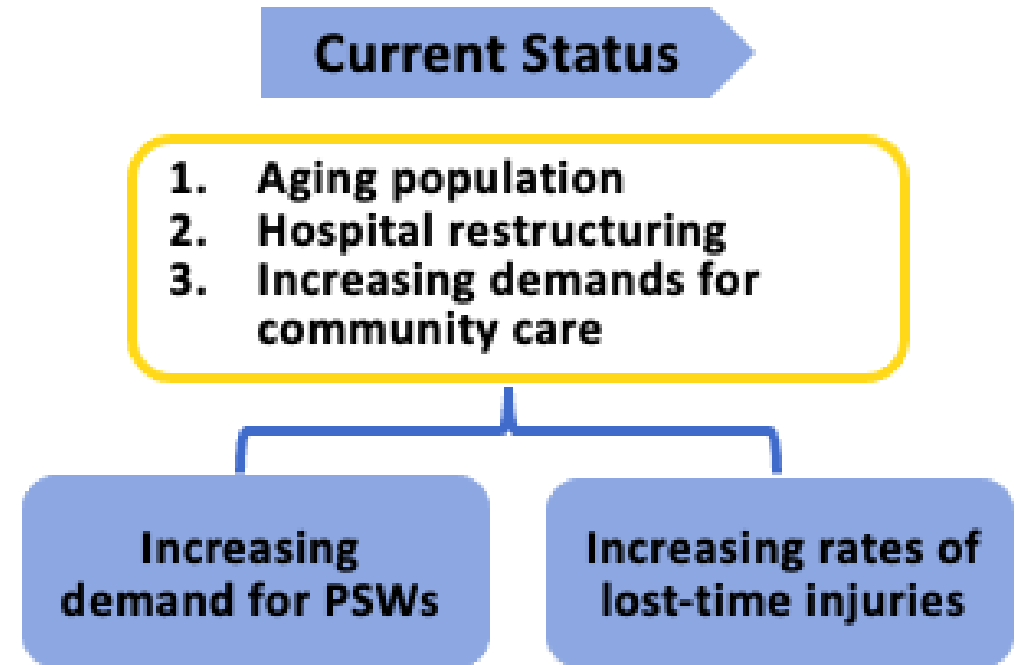 Current Status
1. Aging population
2. Hospital restructuring
3. Increasing demands for
community care
Increasing
demand for PSWs
Increasing rates of
lost-time injuries